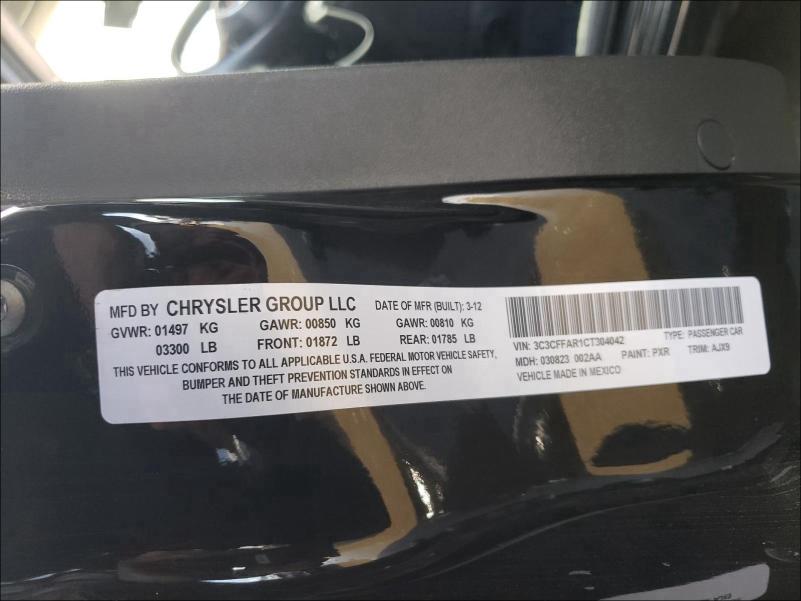 MFD BY CHRYSLER GROUP LLC DATE OF MFR (BUILT): 3-12
GVWR: 01497 KG GAWR: 00850 KG GAWR: 00810 KG
03300 LB FRONT: 01872 LB REAR: 01785 LB
THIS VEHICLE CONFORMS TO ALL APPLICABLE U.S.A. FEDERAL MOTOR VEHICLE SAFETY,
BUMPER AND THEFT PREVENTION STANDARDS IN EFFECT ON
THE DATE OF MANUFACTURE SHOWN ABOVE.
VIN: 3C3CFFAR1CT304042 TYPE: PASSENGER CAR
MDH: 030823 002AA PAINT: PXR TRIM: AJX9
VEHICLE MADE IN MEXICO